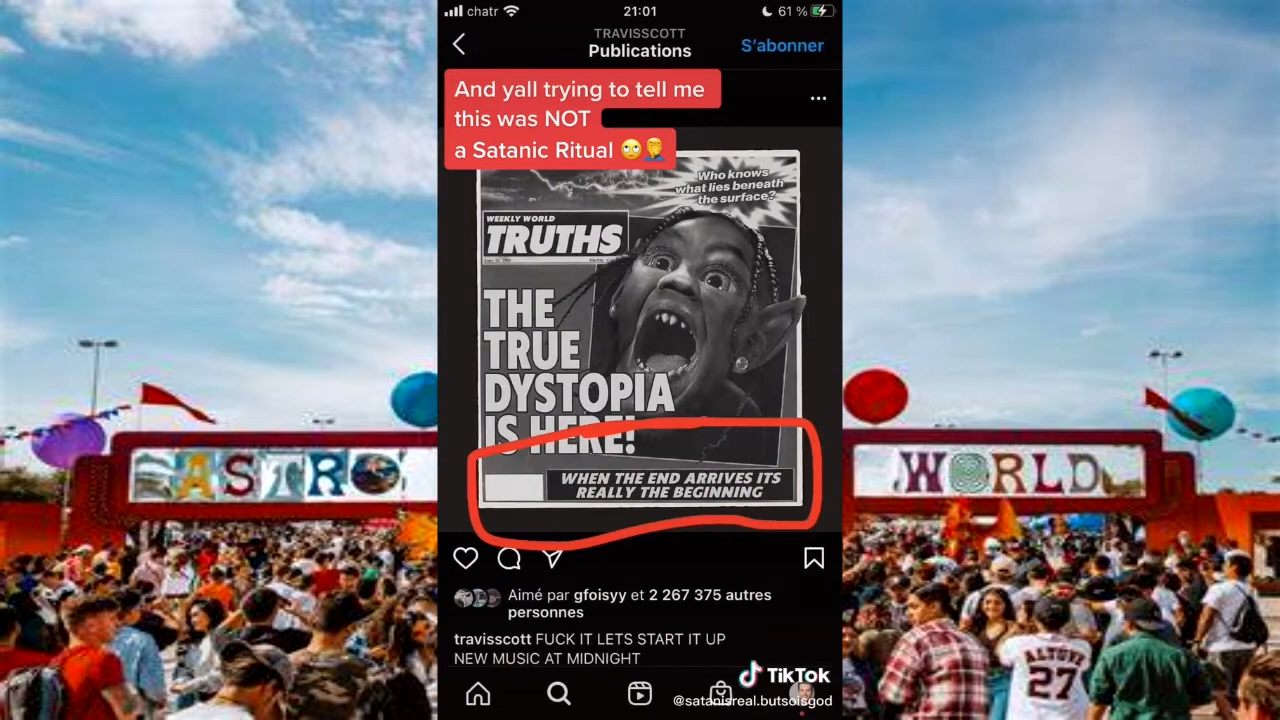 chatr
21:01
61 %
TRAVISSCOTT
Publications
S'abonner
And yall trying to tell me
this was NOT
a Satanic Ritual 🙄🤦‍♂️
Who knows
what lies beneath
the surface?
WEEKLY WORLD
TRUTHS
THE
TRUE
DYSTOPIA
IS HERE!
WHEN THE END ARRIVES ITS
REALLY THE BEGINNING
ASTRO
WORLD
Aimé par gfoisyy et 2 267 375 autres
personnes
travisscott FUCK IT LETS START IT UP
NEW MUSIC AT MIDNIGHT
ALTUVE
27
TikTok
@satanisreal.butsoisgod